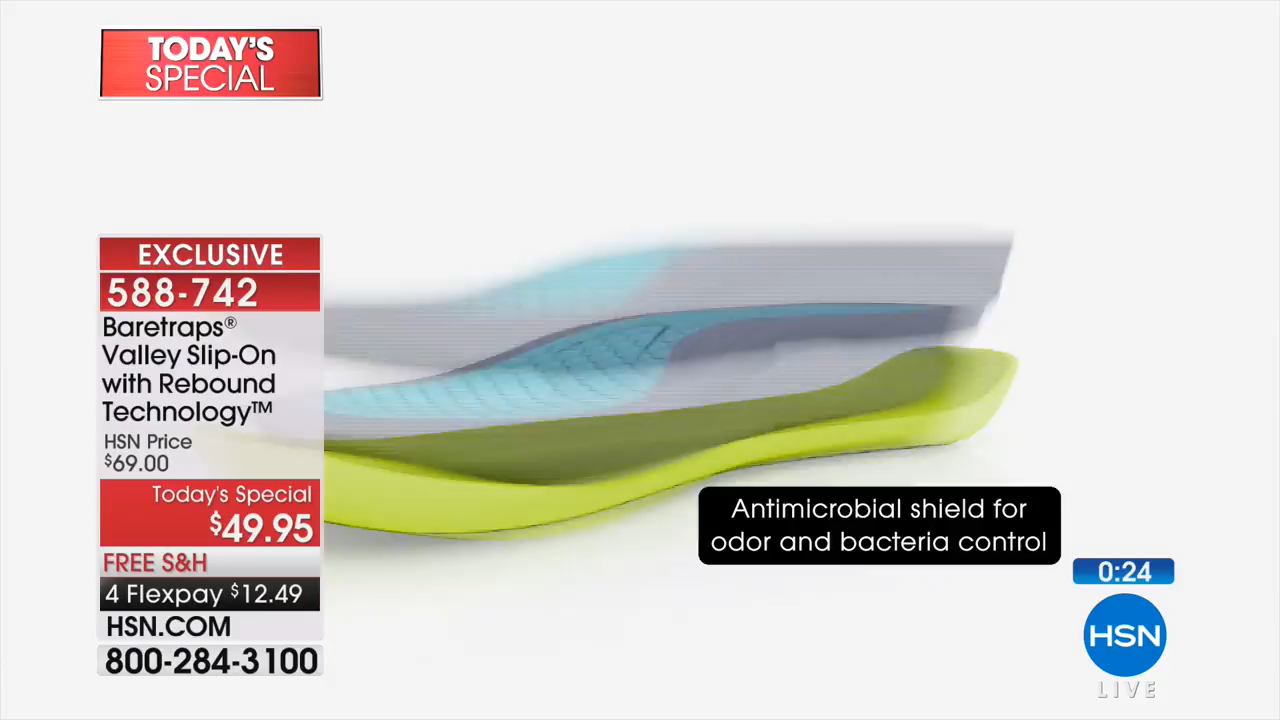 TODAY'S
SPECIAL
EXCLUSIVE
588-742
Baretraps®
Valley Slip-On
with Rebound
Technology™
HSN Price
$69.00
Today's Special
$49.95
FREE S&H
4 Flexpay $12.49
HSN.COM
800-284-3100
Antimicrobial shield for
odor and bacteria control
0:24
HSN
LIVE